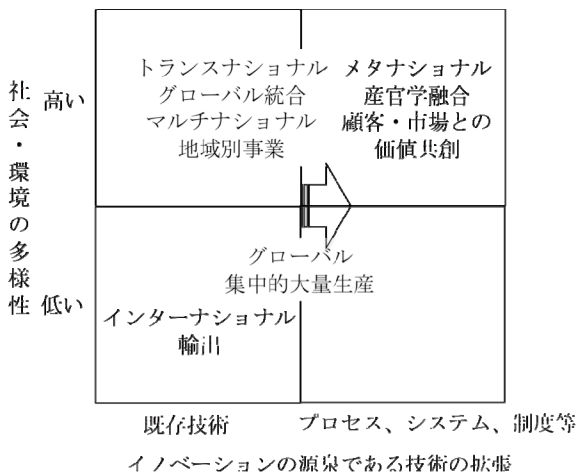 社会・環境の多様性
高い
トランスナショナル
グローバル統合
マルチナショナル
地域別事業
メタナショナル
産官学融合
顧客・市場との
価値共創
グローバル
集中的大量生産
低い
インターナショナル
輸出
既存技術
プロセス、システム、制度等
イノベーションの源泉である技術の拡張